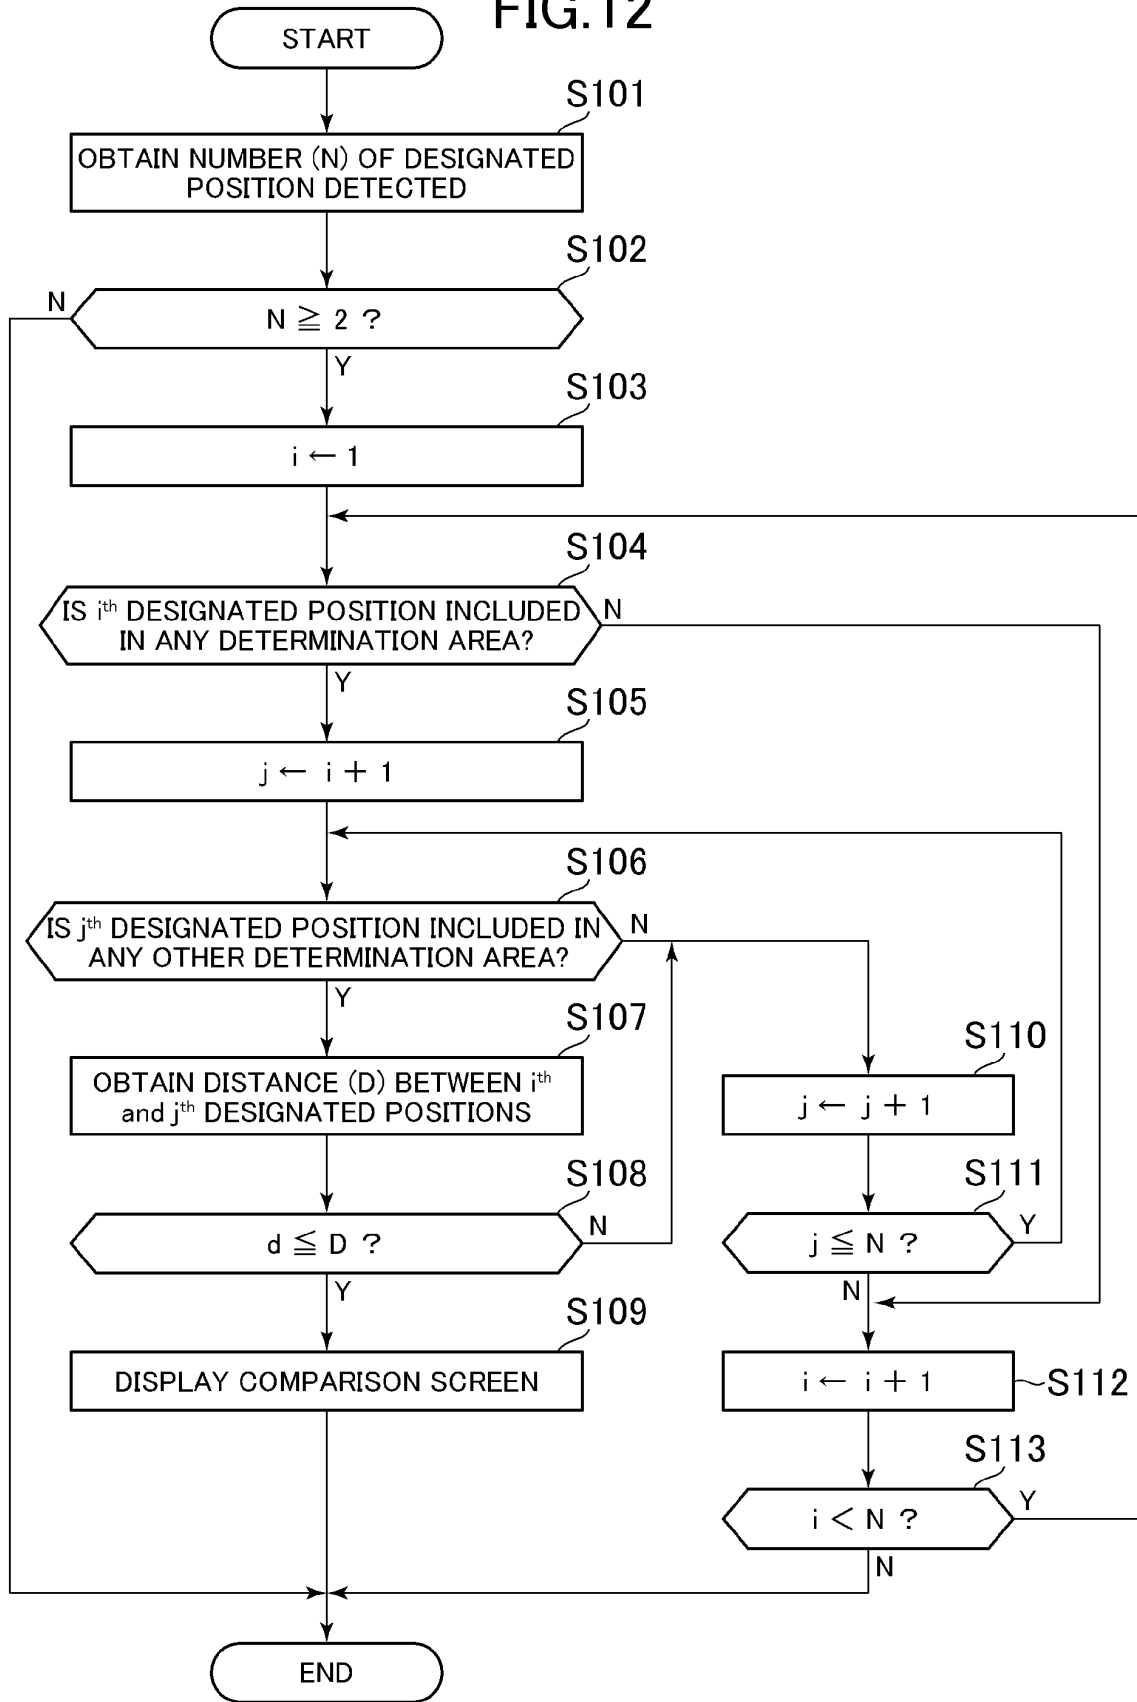 FIG.12
START
S101
OBTAIN NUMBER (N) OF DESIGNATED
POSITION DETECTED
S102
N
N ≧ 2 ?
Y
S103
i ← 1
S104
IS iᵗʰ DESIGNATED POSITION INCLUDED
IN ANY DETERMINATION AREA?
N
Y
S105
j ← i + 1
S106
IS jᵗʰ DESIGNATED POSITION INCLUDED IN
ANY OTHER DETERMINATION AREA?
N
Y
S107
OBTAIN DISTANCE (D) BETWEEN iᵗʰ
and jᵗʰ DESIGNATED POSITIONS
S108
d ≦ D ?
N
Y
S109
DISPLAY COMPARISON SCREEN
S110
j ← j + 1
S111
j ≦ N ?
Y
N
i ← i + 1
S112
S113
i < N ?
Y
N
END